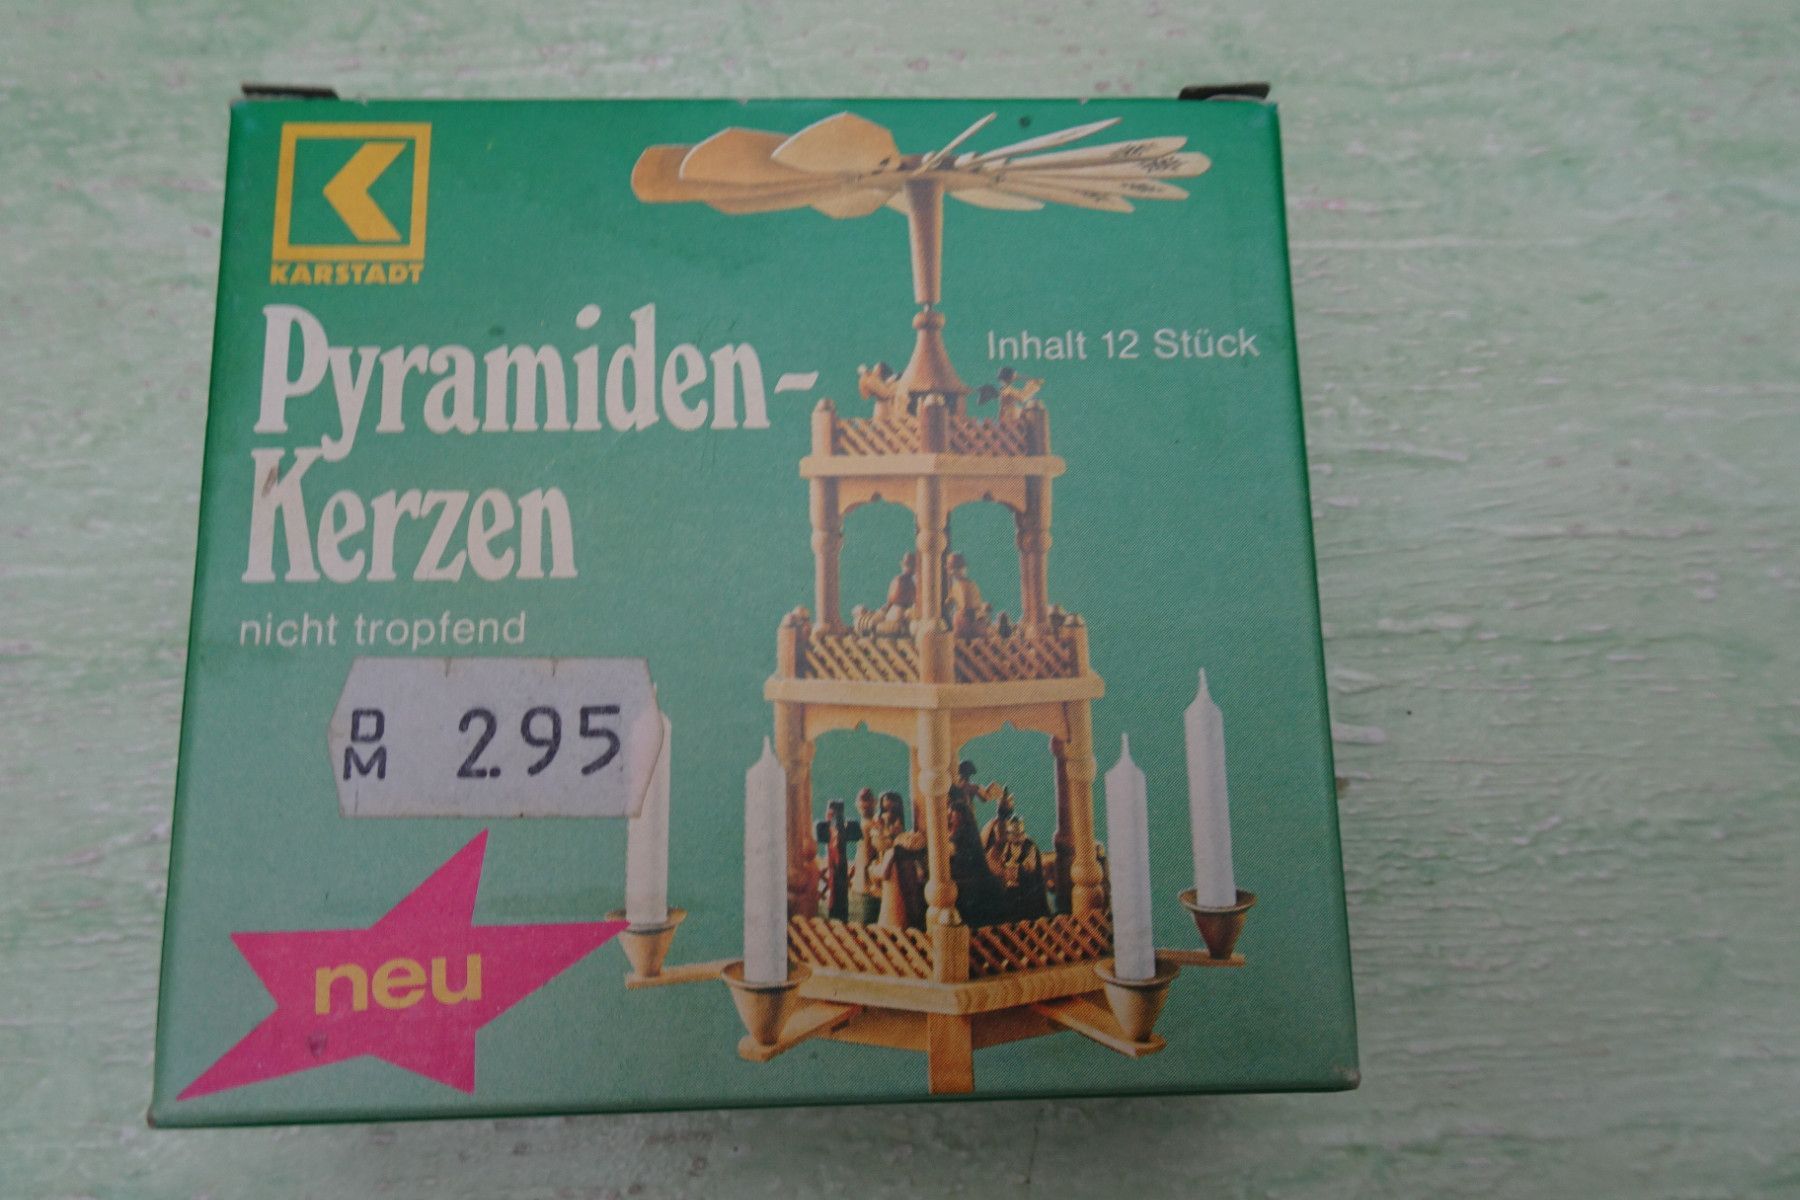 KARSTADT
Pyramiden-
Kerzen
nicht tropfend
Inhalt 12 Stück
DM 2.95
neu